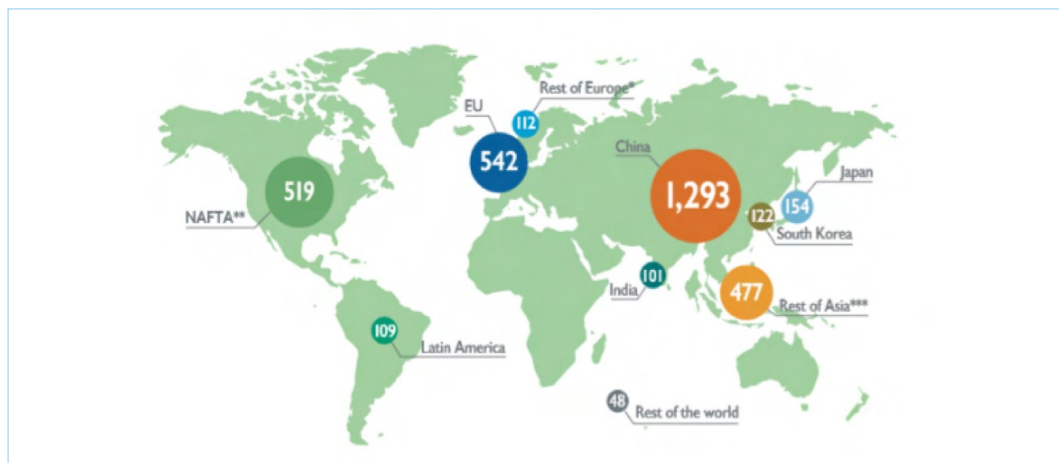 Rest of Europe*
EU
112
542
China
1,293
Japan
154
122
South Korea
519
NAFTA**
101
India
477
Rest of Asia***
109
Latin America
48
Rest of the world